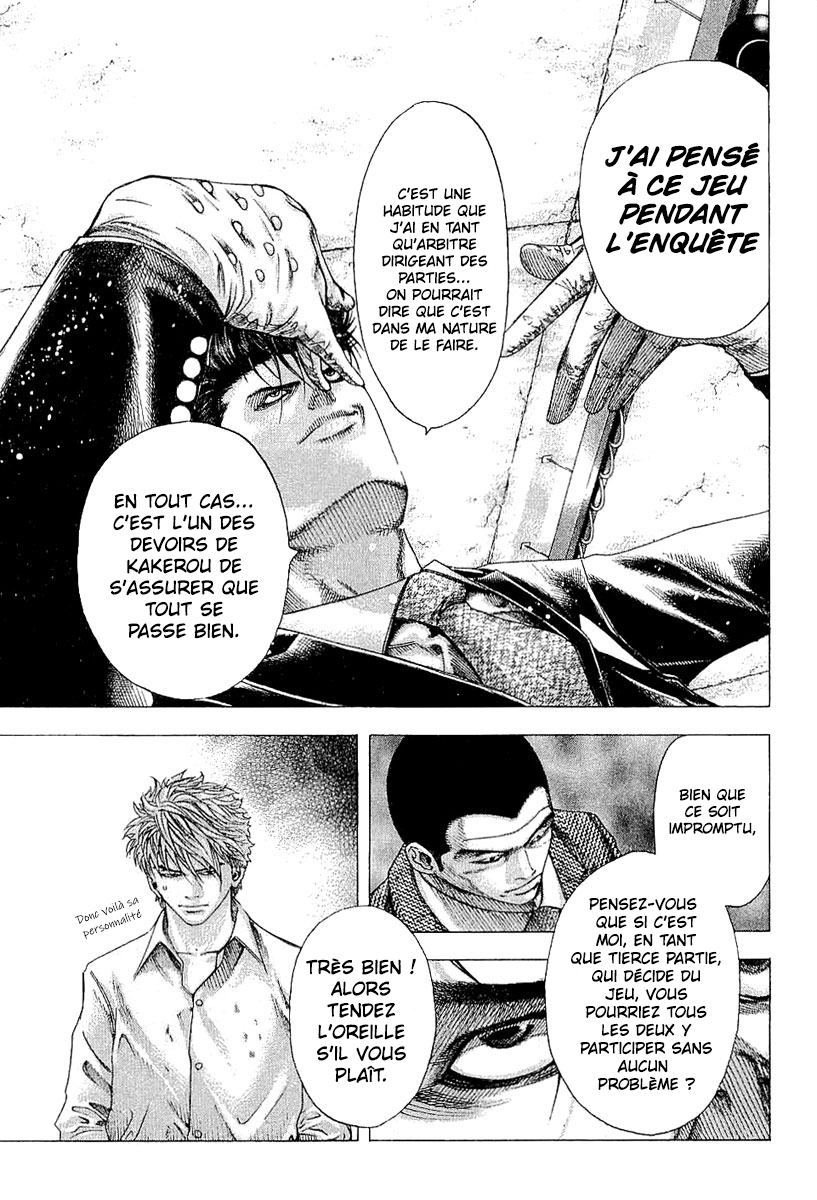 J'AI PENSÉ
À CE JEU
PENDANT
L'ENQUÊTE
C'EST UNE
HABITUDE QUE
J'AI EN TANT
QU'ARBITRE
DIRIGEANT DES
PARTIES...
ON POURRAIT
DIRE QUE C'EST
DANS MA NATURE
DE LE FAIRE.
EN TOUT CAS...
C'EST L'UN DES
DEVOIRS DE
KAKEROU DE
S'ASSURER QUE
TOUT SE
PASSE BIEN.
BIEN QUE
CE SOIT
IMPROMPTU,
PENSEZ-VOUS
QUE SI C'EST
MOI, EN TANT
QUE TIERCE PARTIE,
QUI DÉCIDE DU
JEU, VOUS
POURRIEZ TOUS
LES DEUX Y
PARTICIPER SANS
AUCUN
PROBLÈME ?
TRÈS BIEN !
ALORS
TENDEZ
L'OREILLE
S'IL VOUS
PLAÎT.
Donc voilà sa
personnalité